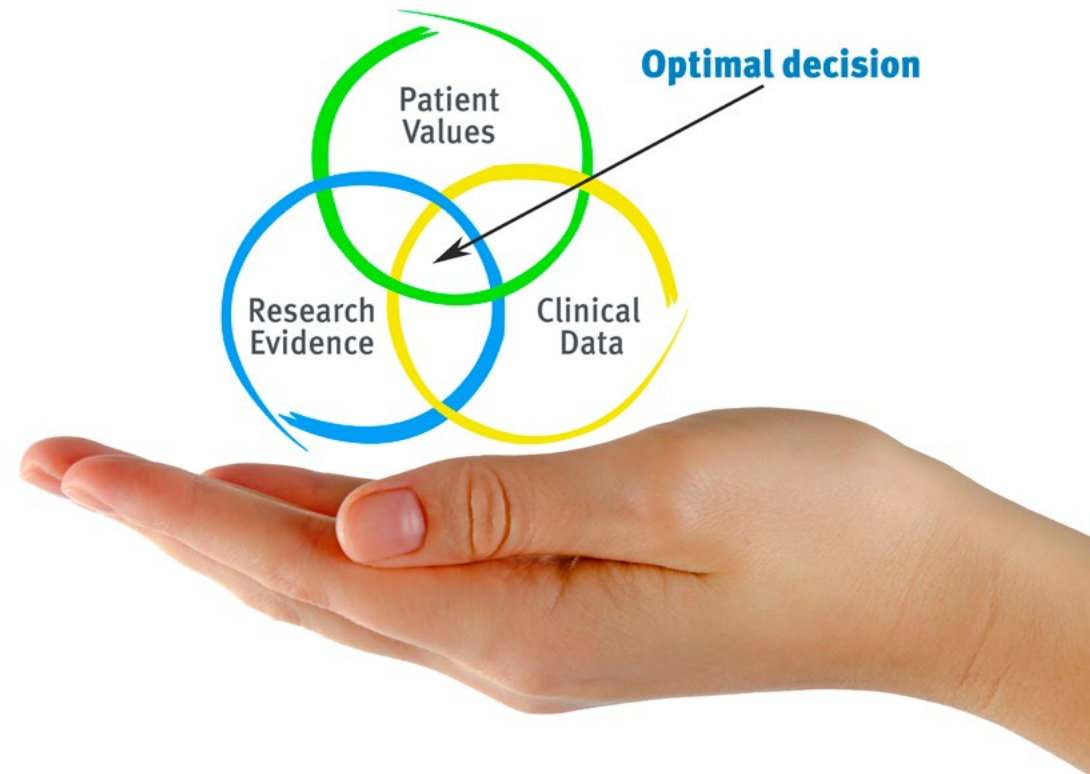 Optimal decision
Patient
Values
Research
Evidence
Clinical
Data